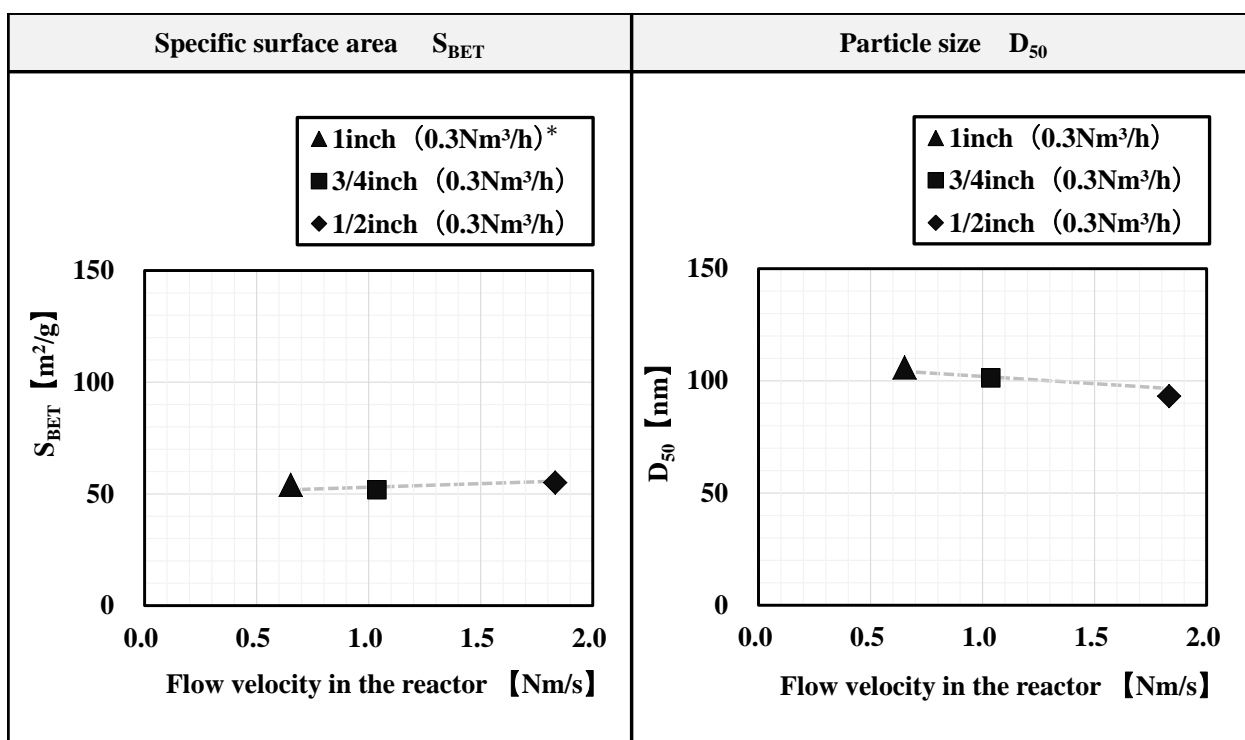 Specific surface area S_BET
Particle size D_50
▲ 1inch（0.3Nm³/h）*
■ 3/4inch（0.3Nm³/h）
◆ 1/2inch（0.3Nm³/h）
150
100
50
0
0.0 0.5 1.0 1.5 2.0
S_BET 【m²/g】
Flow velocity in the reactor 【Nm/s】
▲ 1inch（0.3Nm³/h）
■ 3/4inch（0.3Nm³/h）
◆ 1/2inch（0.3Nm³/h）
150
100
50
0
0.0 0.5 1.0 1.5 2.0
D_50 【nm】
Flow velocity in the reactor 【Nm/s】